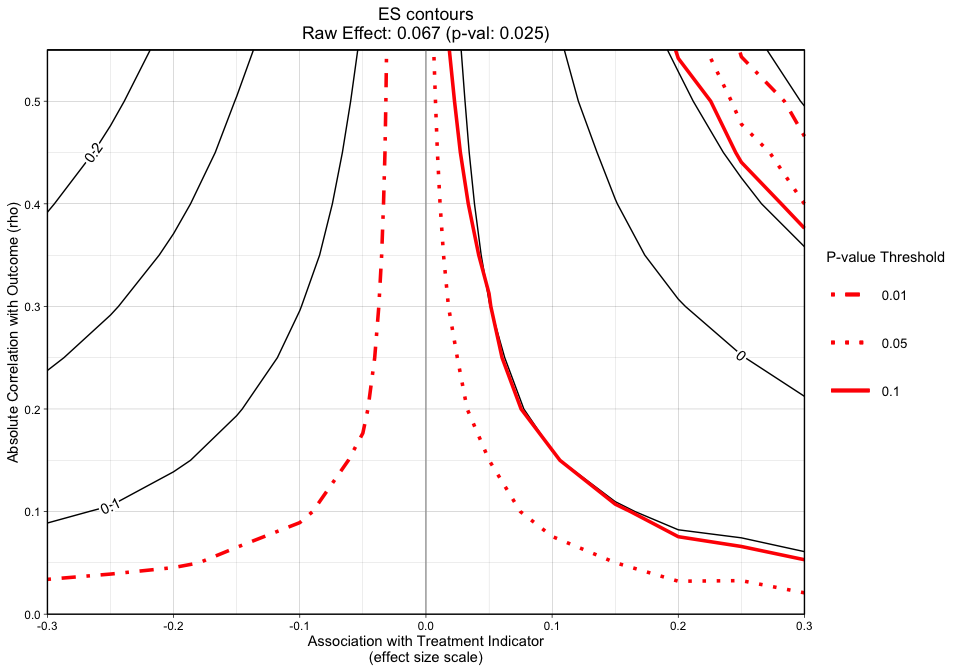 ES contours
Raw Effect: 0.067 (p-val: 0.025)
Absolute Correlation with Outcome (rho)
0.5
0.4
0.3
0.2
0.1
0.0
0.2
0.1
0
-0.3 -0.2 -0.1 0.0 0.1 0.2 0.3
Association with Treatment Indicator
(effect size scale)
P-value Threshold
0.01
0.05
0.1